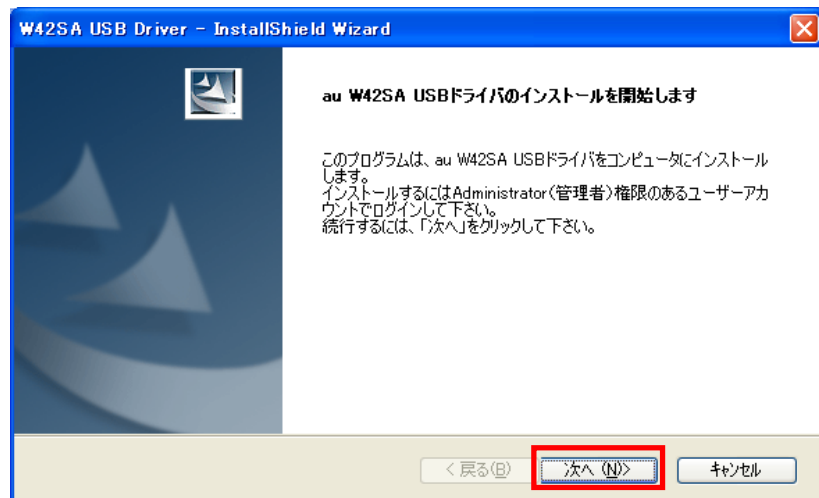 W42SA USB Driver - InstallShield Wizard
au W42SA USBドライバのインストールを開始します
このプログラムは、au W42SA USBドライバをコンピュータにインストール
します。
インストールするにはAdministrator(管理者)権限のあるユーザーアカ
ウントでログインして下さい。
続行するには、「次へ」をクリックして下さい。
< 戻る(B) 次へ (N)> キャンセル